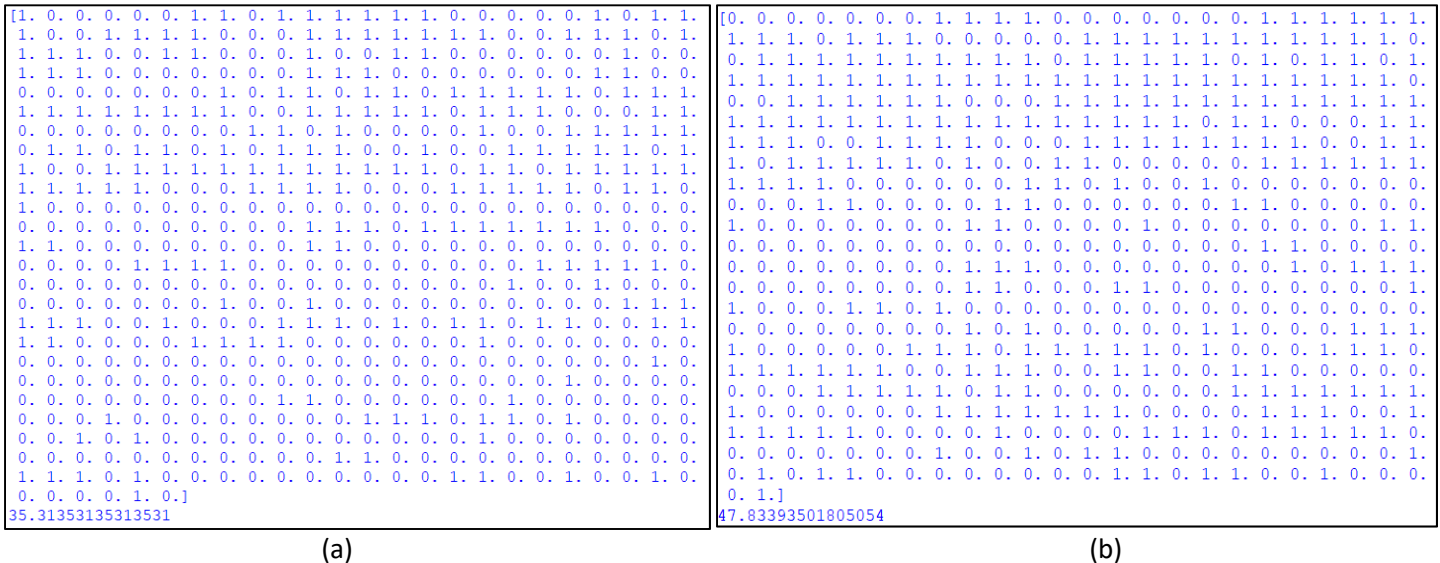 [1. 0. 0. 0. 0. 0. 1. 1. 0. 1. 1. 1. 1. 1. 1. 0. 0. 0. 0. 1. 0. 1. 1. 1.
1. 0. 0. 1. 1. 1. 1. 0. 0. 0. 1. 1. 1. 1. 1. 1. 0. 0. 0. 1. 1. 1. 0. 1.
1. 1. 1. 0. 0. 1. 1. 0. 0. 0. 1. 1. 1. 0. 0. 1. 1. 1. 0. 0. 0. 1. 0. 0.
1. 1. 1. 0. 0. 0. 0. 0. 0. 0. 1. 1. 1. 0. 0. 0. 0. 0. 0. 0. 1. 1. 0. 0.
0. 0. 0. 0. 0. 0. 0. 1. 0. 1. 1. 0. 1. 1. 0. 1. 1. 1. 1. 1. 0. 1. 1. 1.
1. 1. 1. 1. 1. 1. 1. 1. 0. 0. 1. 1. 1. 1. 1. 0. 1. 1. 1. 0. 0. 0. 1. 1.
0. 0. 0. 0. 0. 0. 0. 0. 1. 1. 0. 1. 0. 0. 0. 0. 1. 0. 0. 1. 1. 1. 1. 1.
0. 1. 1. 0. 1. 1. 0. 1. 0. 1. 1. 1. 0. 0. 0. 1. 0. 0. 1. 1. 1. 1. 1. 1.
1. 0. 0. 1. 1. 1. 1. 1. 1. 1. 1. 1. 1. 1. 1. 0. 1. 1. 0. 1. 1. 1. 1. 1.
1. 1. 1. 1. 1. 0. 0. 0. 1. 1. 1. 1. 0. 0. 0. 1. 1. 1. 1. 1. 0. 1. 1. 0.
1. 0. 0. 0. 0. 0. 0. 0. 0. 0. 0. 0. 0. 0. 0. 0. 0. 0. 0. 0. 0. 0. 0. 0.
0. 0. 0. 0. 0. 0. 0. 0. 0. 0. 1. 1. 1. 0. 1. 1. 1. 1. 1. 1. 1. 0. 0. 0.
1. 1. 0. 0. 0. 0. 0. 0. 0. 0. 1. 1. 0. 0. 0. 0. 0. 0. 0. 0. 0. 0. 0. 0.
0. 0. 0. 0. 1. 1. 1. 1. 0. 0. 0. 0. 0. 0. 0. 0. 0. 0. 1. 1. 1. 1. 1. 0.
0. 0. 0. 0. 0. 0. 0. 0. 0. 0. 0. 0. 0. 0. 0. 0. 0. 1. 0. 0. 1. 0. 0. 0.
0. 0. 0. 0. 0. 0. 0. 1. 0. 0. 1. 0. 0. 0. 0. 0. 0. 0. 0. 0. 0. 1. 1. 1.
1. 1. 1. 0. 0. 1. 0. 0. 0. 1. 1. 1. 0. 1. 0. 1. 1. 0. 1. 1. 0. 0. 1. 1.
1. 1. 0. 0. 0. 0. 1. 1. 1. 1. 0. 0. 0. 0. 0. 0. 1. 0. 0. 0. 0. 0. 0. 0.
0. 0. 0. 0. 0. 0. 0. 0. 0. 0. 0. 0. 0. 0. 0. 0. 0. 0. 0. 0. 0. 0. 1. 0.
0. 0. 0. 0. 0. 0. 0. 0. 0. 0. 0. 0. 0. 0. 0. 0. 0. 0. 0. 1. 0. 0. 0. 0.
0. 0. 0. 0. 0. 0. 0. 0. 0. 1. 1. 0. 0. 0. 0. 0. 0. 1. 0. 0. 0. 0. 0. 0.
0. 0. 0. 1. 0. 0. 0. 0. 0. 0. 0. 0. 1. 1. 1. 0. 1. 1. 0. 1. 0. 0. 0. 0.
0. 0. 1. 0. 1. 0. 0. 0. 0. 0. 0. 0. 0. 0. 0. 0. 1. 0. 0. 0. 0. 0. 0. 0.
0. 0. 0. 0. 0. 0. 0. 0. 0. 0. 0. 1. 1. 0. 0. 0. 0. 0. 0. 0. 0. 0. 0. 0.
1. 1. 1. 0. 1. 0. 0. 0. 0. 0. 0. 0. 0. 0. 0. 1. 1. 0. 0. 1. 0. 0. 1. 0.
0. 0. 0. 0. 1. 0.]
35.31353135313531
(a)
[0. 0. 0. 0. 0. 0. 0. 1. 1. 1. 1. 0. 0. 0. 0. 0. 0. 0. 1. 1. 1. 1. 1. 1.
1. 1. 1. 0. 1. 1. 1. 0. 0. 0. 0. 0. 1. 1. 1. 1. 1. 1. 1. 1. 1. 1. 1. 0.
0. 1. 1. 1. 1. 1. 1. 1. 0. 0. 0. 1. 1. 1. 1. 1. 1. 1. 0. 1. 0. 1. 0. 1.
1. 1. 1. 1. 1. 1. 1. 1. 1. 1. 1. 1. 1. 1. 1. 1. 1. 1. 1. 1. 1. 1. 1. 0.
0. 0. 1. 1. 1. 1. 1. 1. 0. 0. 0. 1. 1. 1. 1. 1. 1. 1. 1. 1. 1. 1. 1. 1.
1. 1. 1. 1. 1. 1. 1. 1. 1. 1. 1. 1. 1. 1. 1. 1. 0. 1. 1. 0. 0. 0. 1. 1.
1. 1. 1. 0. 0. 1. 1. 1. 0. 0. 0. 1. 1. 1. 1. 1. 1. 1. 1. 0. 0. 0. 0. 1.
1. 0. 1. 1. 1. 1. 1. 0. 1. 0. 0. 1. 1. 0. 0. 0. 0. 0. 1. 1. 1. 1. 1. 1.
1. 1. 1. 1. 0. 0. 0. 0. 0. 0. 1. 1. 0. 1. 0. 0. 1. 0. 0. 0. 0. 0. 0. 0.
0. 0. 0. 1. 1. 0. 0. 0. 0. 1. 0. 0. 1. 0. 0. 0. 0. 1. 1. 0. 0. 0. 0. 0.
1. 0. 0. 0. 0. 0. 0. 0. 1. 1. 0. 0. 0. 0. 1. 0. 0. 0. 0. 0. 0. 0. 1. 1.
0. 0. 0. 0. 0. 0. 0. 0. 0. 0. 0. 0. 0. 0. 0. 0. 0. 0. 1. 1. 0. 0. 0. 0.
0. 0. 0. 0. 0. 0. 0. 0. 1. 1. 1. 0. 0. 0. 0. 0. 0. 0. 0. 1. 0. 1. 1. 1.
0. 0. 0. 0. 0. 0. 0. 0. 1. 0. 0. 0. 0. 1. 1. 0. 0. 0. 0. 0. 0. 0. 0. 1.
1. 0. 0. 0. 1. 1. 0. 1. 0. 0. 0. 0. 0. 0. 0. 0. 0. 0. 0. 0. 0. 0. 0. 0.
0. 0. 0. 0. 0. 0. 0. 0. 0. 1. 0. 1. 0. 0. 0. 0. 1. 1. 0. 0. 0. 1. 1. 1.
1. 0. 0. 0. 0. 0. 1. 1. 1. 0. 1. 1. 1. 1. 1. 0. 1. 0. 0. 0. 1. 1. 1. 0.
1. 1. 1. 1. 1. 1. 0. 0. 0. 1. 1. 0. 0. 1. 1. 0. 0. 1. 1. 0. 0. 0. 0. 0.
0. 0. 0. 1. 1. 1. 1. 1. 0. 1. 1. 0. 0. 0. 0. 0. 0. 1. 1. 1. 1. 1. 1. 1.
1. 0. 0. 0. 0. 0. 0. 1. 1. 1. 1. 1. 1. 1. 0. 0. 0. 0. 1. 1. 1. 0. 0. 1.
1. 1. 1. 1. 1. 0. 0. 0. 0. 1. 0. 0. 0. 0. 1. 1. 1. 0. 1. 1. 1. 1. 1. 0.
0. 0. 0. 0. 0. 0. 0. 1. 0. 0. 1. 0. 1. 1. 0. 0. 0. 0. 0. 0. 0. 0. 0. 1.
0. 1. 0. 1. 1. 0. 0. 0. 0. 0. 0. 0. 0. 0. 1. 1. 0. 1. 1. 0. 1. 0. 0. 0.
0. 1.]
47.83393501805054
(b)